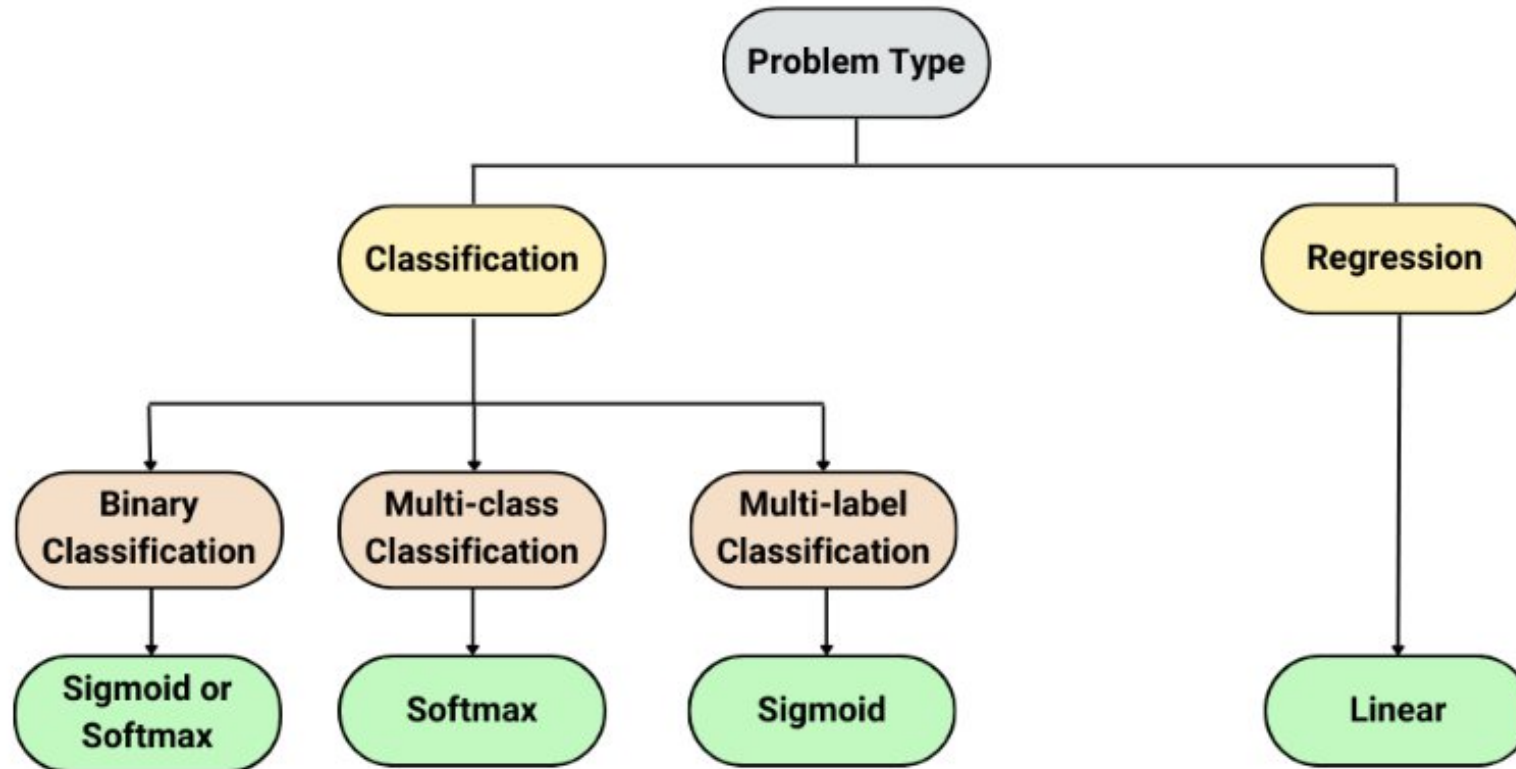 Problem Type
Classification
Regression
Binary
Classification
Multi-class
Classification
Multi-label
Classification
Sigmoid or
Softmax
Softmax
Sigmoid
Linear